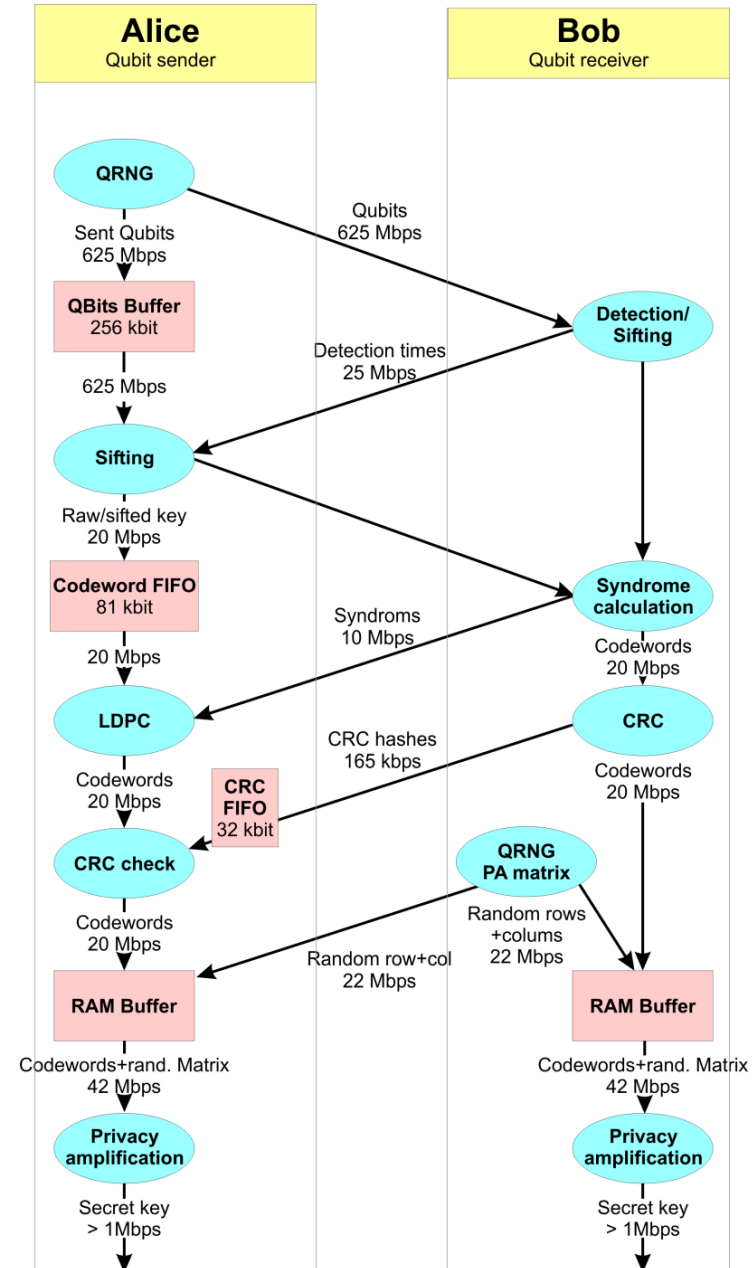 Alice
Qubit sender
Bob
Qubit receiver
QRNG
Sent Qubits
625 Mbps
Qubits
625 Mbps
QBits Buffer
256 kbit
Detection/
Sifting
Detection times
25 Mbps
625 Mbps
Sifting
Raw/sifted key
20 Mbps
Codeword FIFO
81 kbit
Syndrome
calculation
Syndroms
10 Mbps
20 Mbps
Codewords
20 Mbps
LDPC
CRC
CRC hashes
165 kbps
Codewords
20 Mbps
CRC
FIFO
32 kbit
Codewords
20 Mbps
CRC check
QRNG
PA matrix
Codewords
20 Mbps
Random rows
+colums
22 Mbps
Random row+col
22 Mbps
RAM Buffer
RAM Buffer
Codewords+rand. Matrix
42 Mbps
Codewords+rand. Matrix
42 Mbps
Privacy
amplification
Privacy
amplification
Secret key
> 1Mbps
Secret key
> 1Mbps